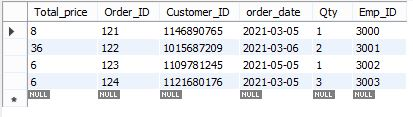 Total_price Order_ID Customer_ID order_date Qty Emp_ID
8 121 1146890765 2021-03-05 1 3000
36 122 1015687209 2021-03-06 2 3001
6 123 1109781245 2021-05-05 1 3002
6 124 1121680176 2021-03-05 3 3003
NULL NULL NULL NULL NULL NULL